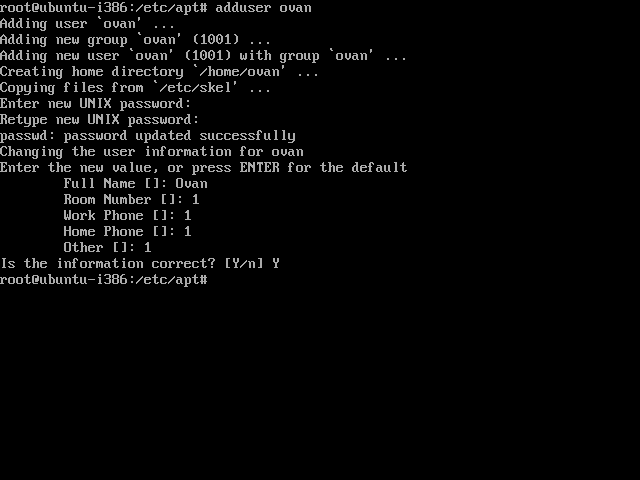 root@ubuntu-i386:/etc/apt# adduser ovan
Adding user `ovan' ...
Adding new group `ovan' (1001) ...
Adding new user `ovan' (1001) with group `ovan' ...
Creating home directory `/home/ovan' ...
Copying files from `/etc/skel' ...
Enter new UNIX password:
Retype new UNIX password:
passwd: password updated successfully
Changing the user information for ovan
Enter the new value, or press ENTER for the default
        Full Name []: Ovan
        Room Number []: 1
        Work Phone []: 1
        Home Phone []: 1
        Other []: 1
Is the information correct? [Y/n] Y
root@ubuntu-i386:/etc/apt#